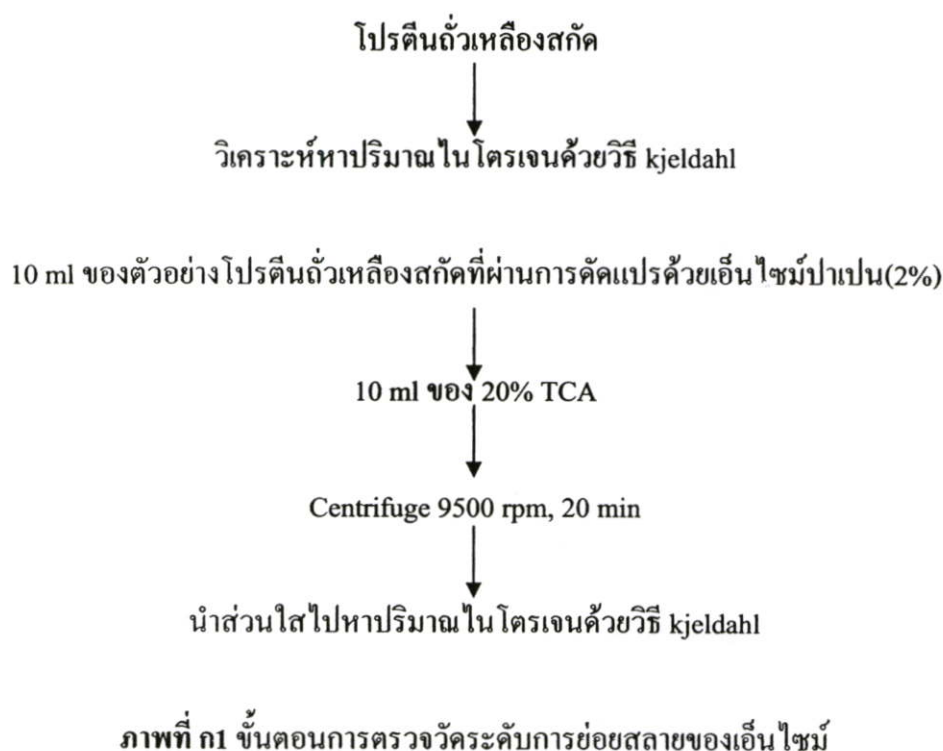 โปรตีนถั่วเหลืองสกัด
วิเคราะห์หาปริมาณไนโตรเจนด้วยวิธี kjeldahl
10 ml ของตัวอย่างโปรตีนถั่วเหลืองสกัดที่ผ่านการดัดแปรด้วยเอ็นไซม์ปาเปน(2%)
10 ml ของ 20% TCA
Centrifuge 9500 rpm, 20 min
นำส่วนใสไปหาปริมาณไนโตรเจนด้วยวิธี kjeldahl
ภาพที่ ก1 ขั้นตอนการตรวจวัดระดับการย่อยสลายของเอ็นไซม์